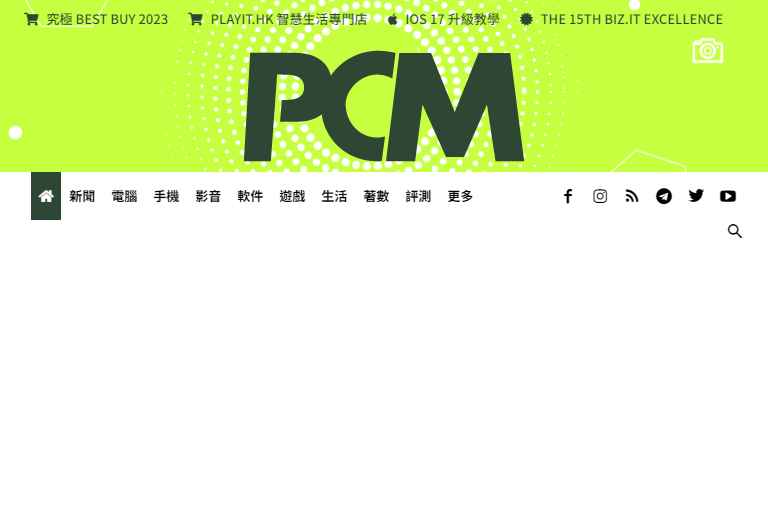 究極 BEST BUY 2023 PLAYIT.HK 智慧生活專門店 IOS 17 升級教學 THE 15TH BIZ.IT EXCELLENCE
PCM
新聞 電腦 手機 影音 軟件 遊戲 生活 著數 評測 更多